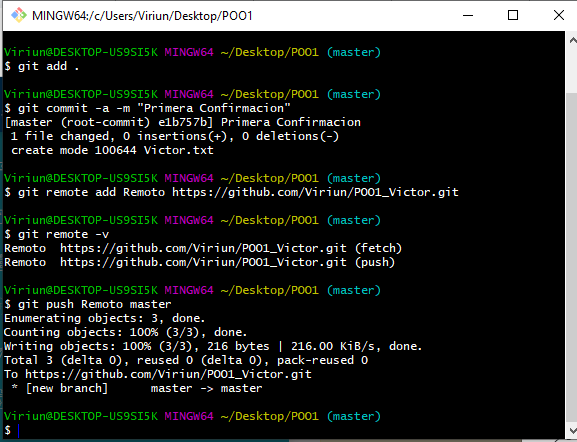 MINGW64:/c/Users/Viriun/Desktop/POO1
Viriun@DESKTOP-US9SI5K MINGW64 ~/Desktop/POO1 (master)
$ git add .
Viriun@DESKTOP-US9SI5K MINGW64 ~/Desktop/POO1 (master)
$ git commit -a -m "Primera Confirmacion"
[master (root-commit) e1b757b] Primera Confirmacion
 1 file changed, 0 insertions(+), 0 deletions(-)
 create mode 100644 Victor.txt
Viriun@DESKTOP-US9SI5K MINGW64 ~/Desktop/POO1 (master)
$ git remote add Remoto https://github.com/Viriun/POO1_Victor.git
Viriun@DESKTOP-US9SI5K MINGW64 ~/Desktop/POO1 (master)
$ git remote -v
Remoto  https://github.com/Viriun/POO1_Victor.git (fetch)
Remoto  https://github.com/Viriun/POO1_Victor.git (push)
Viriun@DESKTOP-US9SI5K MINGW64 ~/Desktop/POO1 (master)
$ git push Remoto master
Enumerating objects: 3, done.
Counting objects: 100% (3/3), done.
Writing objects: 100% (3/3), 216 bytes | 216.00 KiB/s, done.
Total 3 (delta 0), reused 0 (delta 0), pack-reused 0
To https://github.com/Viriun/POO1_Victor.git
 * [new branch]      master -> master
Viriun@DESKTOP-US9SI5K MINGW64 ~/Desktop/POO1 (master)
$